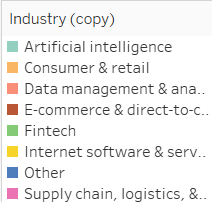 Industry (copy)
Artificial intelligence
Consumer & retail
Data management & ana..
E-commerce & direct-to-c..
Fintech
Internet software & serv..
Other
Supply chain, logistics, &..